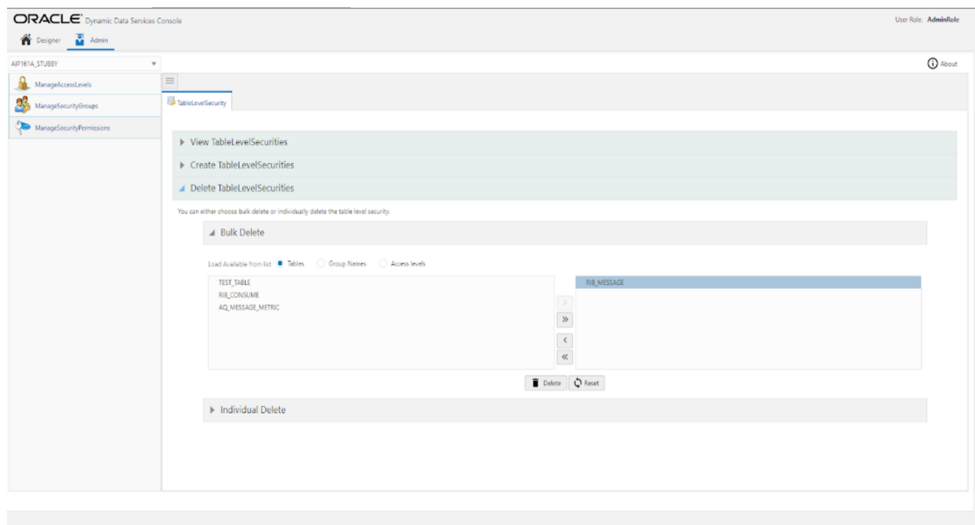 ORACLE Dynamic Data Services Console
User Role: AdminRole
Designer Admin
AIP161A_STUBBY
About
ManageAccessLevels
ManageSecurityGroups
ManageSecurityPermissions
TableLevelSecurity
View TableLevelSecurities
Create TableLevelSecurities
Delete TableLevelSecurities
You can either choose bulk delete or individually delete the table level security.
Bulk Delete
Load Available from list Tables Group Names Access levels
TEST_TABLE
RIB_CONSUME
AQ_MESSAGE_METRIC
RIB_MESSAGE
Delete Reset
Individual Delete